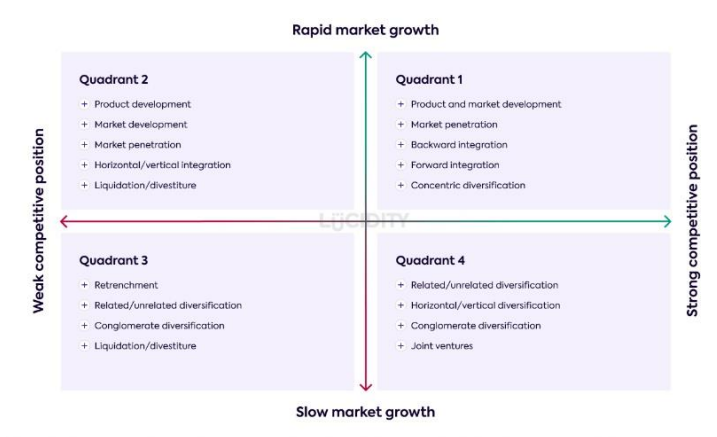 Rapid market growth
Weak competitive position
Strong competitive position
Quadrant 2
+ Product development
+ Market development
+ Market penetration
+ Horizontal/vertical integration
+ Liquidation/divestiture
Quadrant 1
+ Product and market development
+ Market penetration
+ Backward integration
+ Forward integration
+ Concentric diversification
LUCIDITY
Quadrant 3
+ Retrenchment
+ Related/unrelated diversification
+ Conglomerate diversification
+ Liquidation/divestiture
Quadrant 4
+ Related/unrelated diversification
+ Horizontal/vertical diversification
+ Conglomerate diversification
+ Joint ventures
Slow market growth